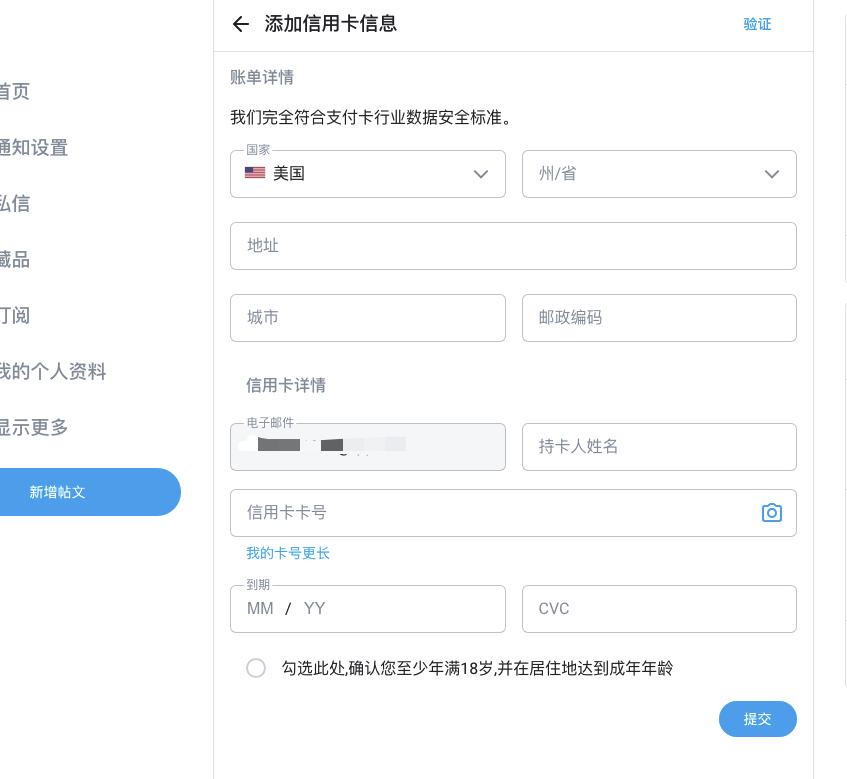 添加信用卡信息
验证
账单详情
我们完全符合支付卡行业数据安全标准。
国家
美国
州/省
地址
城市
邮政编码
信用卡详情
电子邮件
持卡人姓名
信用卡卡号
我的卡号更长
到期
MM / YY
CVC
勾选此处,确认您至少年满18岁,并在居住地达到成年年龄
提交
首页
通知设置
私信
藏品
订阅
我的个人资料
显示更多
新增帖文